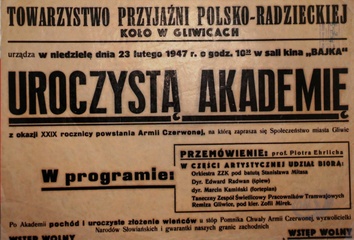 TOWARZYSTWO PRZYJAŹNI POLSKO-RADZIECKIEJ
KOŁO W GLIWICACH
urządza w niedzielę dnia 23 lutego 1947 r. o godz. 10³⁰ w sali kina „BAJKA"
UROCZYSTĄ AKADEMIĘ
z okazji XXIX rocznicy powstania Armii Czerwonej, na którą zaprasza się Społeczeństwo miasta Gliwic
W programie:
PRZEMÓWIENIE: prof. Piotra Ehrlicha
W CZĘŚCI ARTYSTYCZNEJ UDZIAŁ BIORĄ:
Orkiestra ZZK pod batutą Stanisława Milasa
Dyr. Edward Radwan (śpiew)
dyr. Marcin Kamiński (fortepian)
Taneczny Zespół Świetlicowy Pracowników Tramwajowych
Remiza Gliwice, pod kier. Zofii Mirek.
Po Akademii pochód i uroczyste złożenie wieńców u stóp Pomnika Chwały Armii Czerwonej, wyzwolicielki
Narodów Słowiańskich i gwarantki naszych granic zachodnich
WSTĘP WOLNY
WSTĘP WOLNY